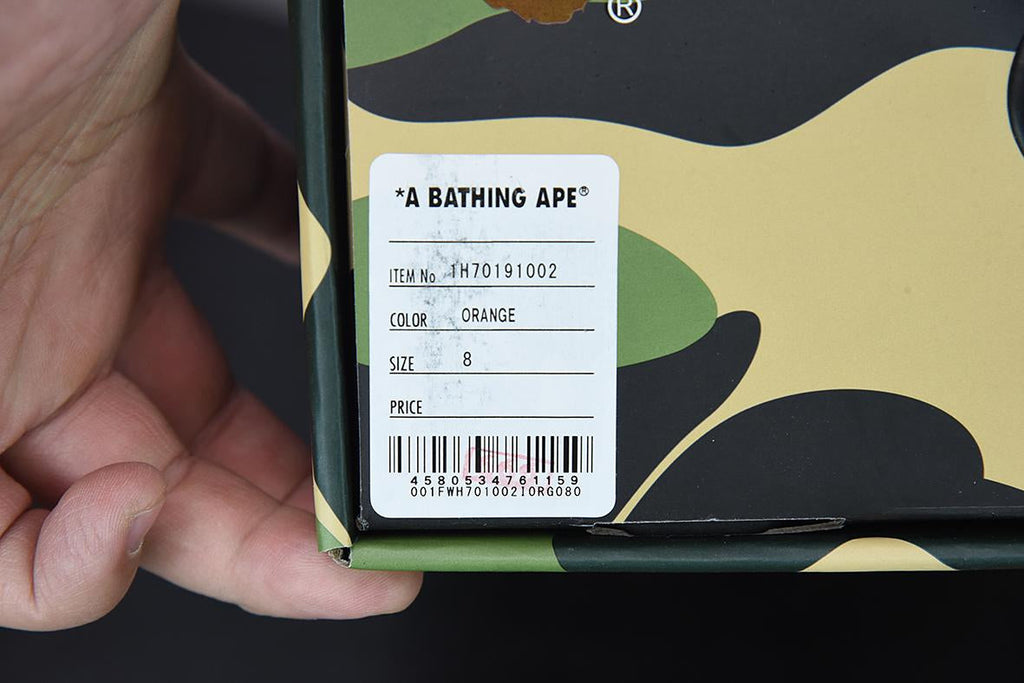 ®
*A BATHING APE®
ITEM No 1H70191002
COLOR ORANGE
SIZE 8
PRICE
4580534761159
001FWH701002IORG080